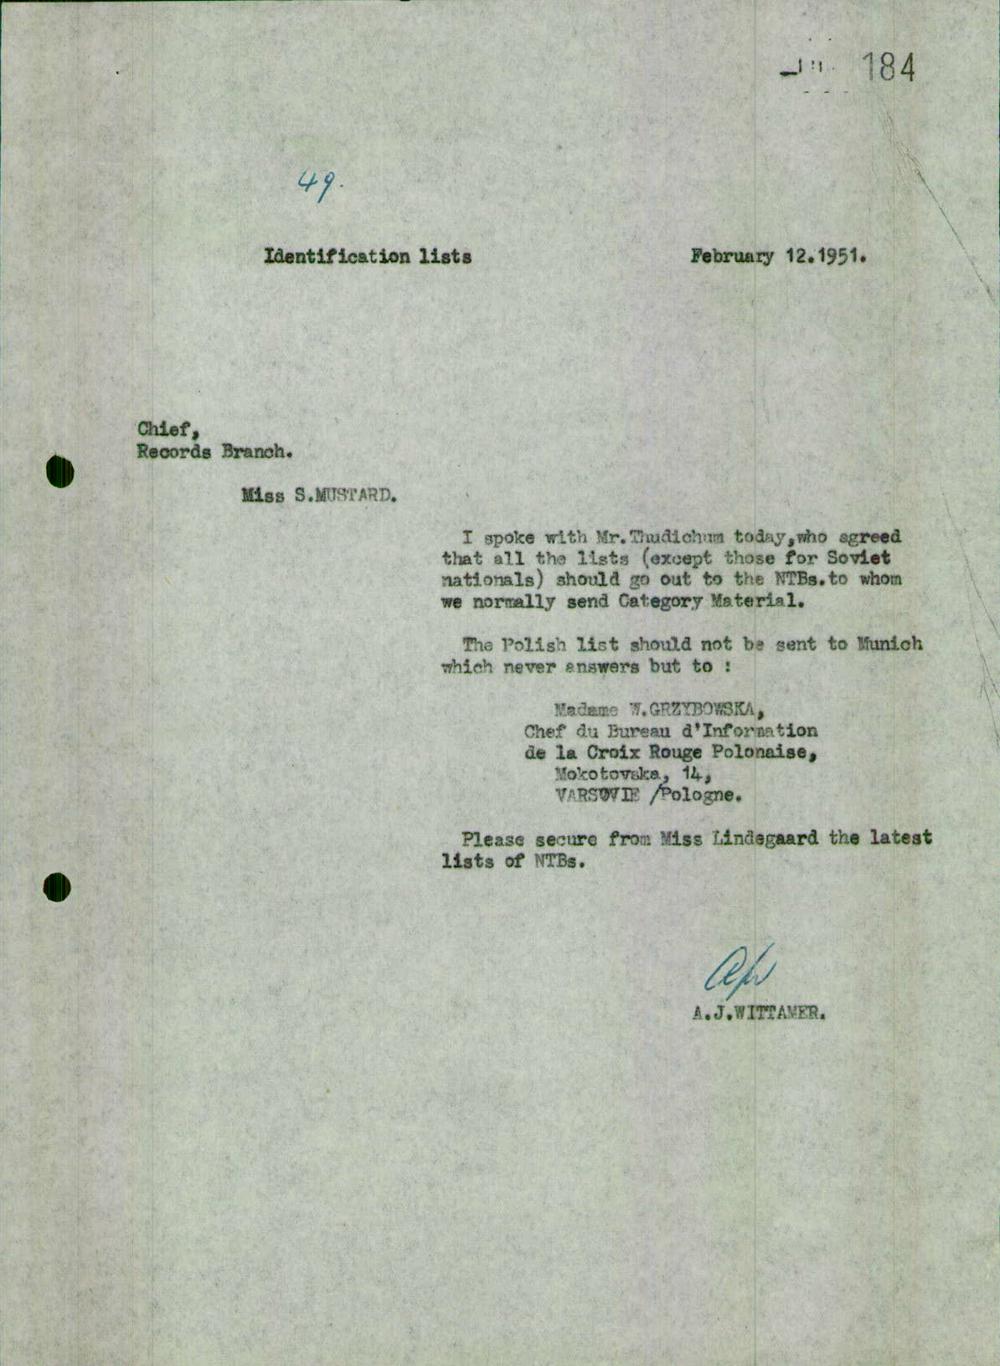 184
49.
Identification lists February 12.1951.
Chief,
Records Branch.
Miss S.MUSTARD.
I spoke with Mr.Thudichum today,who agreed
that all the lists (except those for Soviet
nationals) should go out to the NTBs.to whom
we normally send Category Material.
The Polish list should not be sent to Munich
which never answers but to :
Madame W.GRZYBOWSKA,
Chef du Bureau d'Information
de la Croix Rouge Polonaise,
Mokotovska, 14,
VARSOVIE /Pologne.
Please secure from Miss Lindegaard the latest
lists of NTBs.
A.J.WITTAMER.